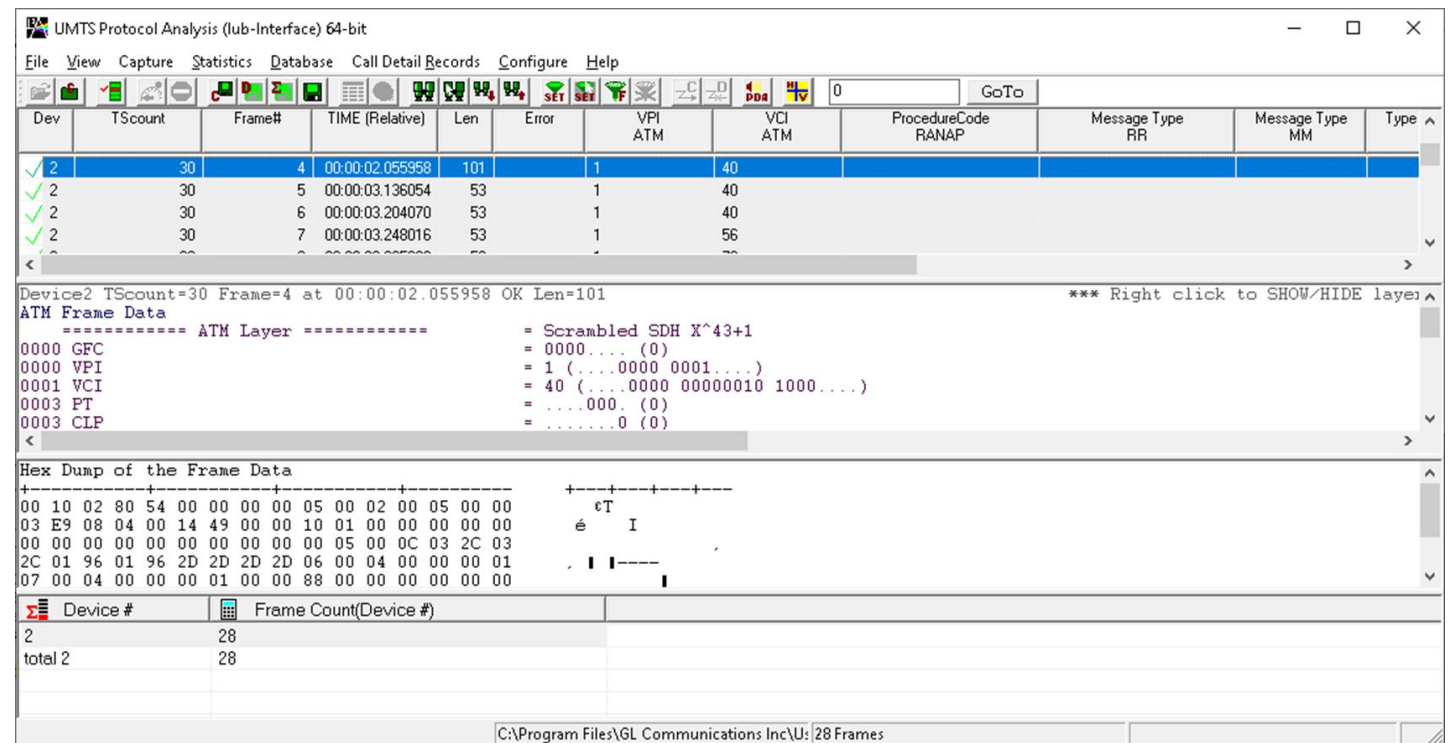 UMTS Protocol Analysis (Iub-Interface) 64-bit
File View Capture Statistics Database Call Detail Records Configure Help
SET SET F C D PDA H V 0 GoTo
Dev TScount Frame# TIME (Relative) Len Error VPI ATM VCI ATM ProcedureCode RANAP Message Type RR Message Type MM Type
2 30 4 00:00:02.055958 101 1 40
2 30 5 00:00:03.136054 53 1 40
2 30 6 00:00:03.204070 53 1 40
2 30 7 00:00:03.248016 53 1 56
Device2 TScount=30 Frame=4 at 00:00:02.055958 OK Len=101 *** Right click to SHOW/HIDE layer
ATM Frame Data
============ ATM Layer ============ = Scrambled SDH X^43+1
0000 GFC = 0000.... (0)
0000 VPI = 1 (....0000 0001....)
0001 VCI = 40 (....0000 00000010 1000....)
0003 PT = ....000. (0)
0003 CLP = .......0 (0)
Hex Dump of the Frame Data
+-----------+-----------+-----------+----------- +---+----+----+---
00 10 02 80 54 00 00 00 00 05 00 02 00 05 00 00 €T
03 E9 08 04 00 14 49 00 00 10 01 00 00 00 00 00 é I
00 00 00 00 00 00 00 00 00 00 05 00 0C 03 2C 03 ,
2C 01 96 01 96 2D 2D 2D 2D 06 00 04 00 00 00 01 , ----
07 00 04 00 00 00 01 00 00 88 00 00 00 00 00 00
Device # Frame Count(Device #)
2 28
total 2 28
C:\Program Files\GL Communications Inc\Us 28 Frames